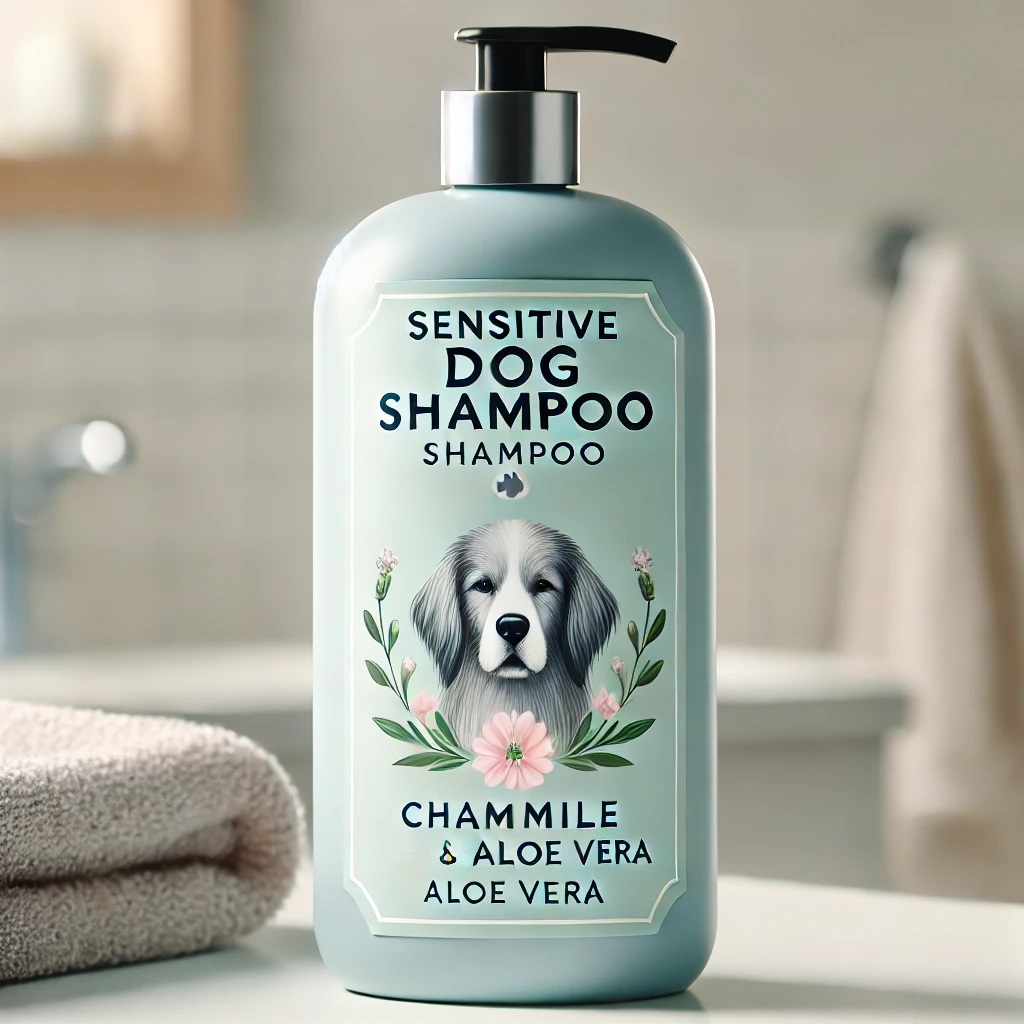 SENSITIVE
DOG
SHAMPOO
SHAMPOO
CHAMMILE
& ALOE VERA
ALOE VERA